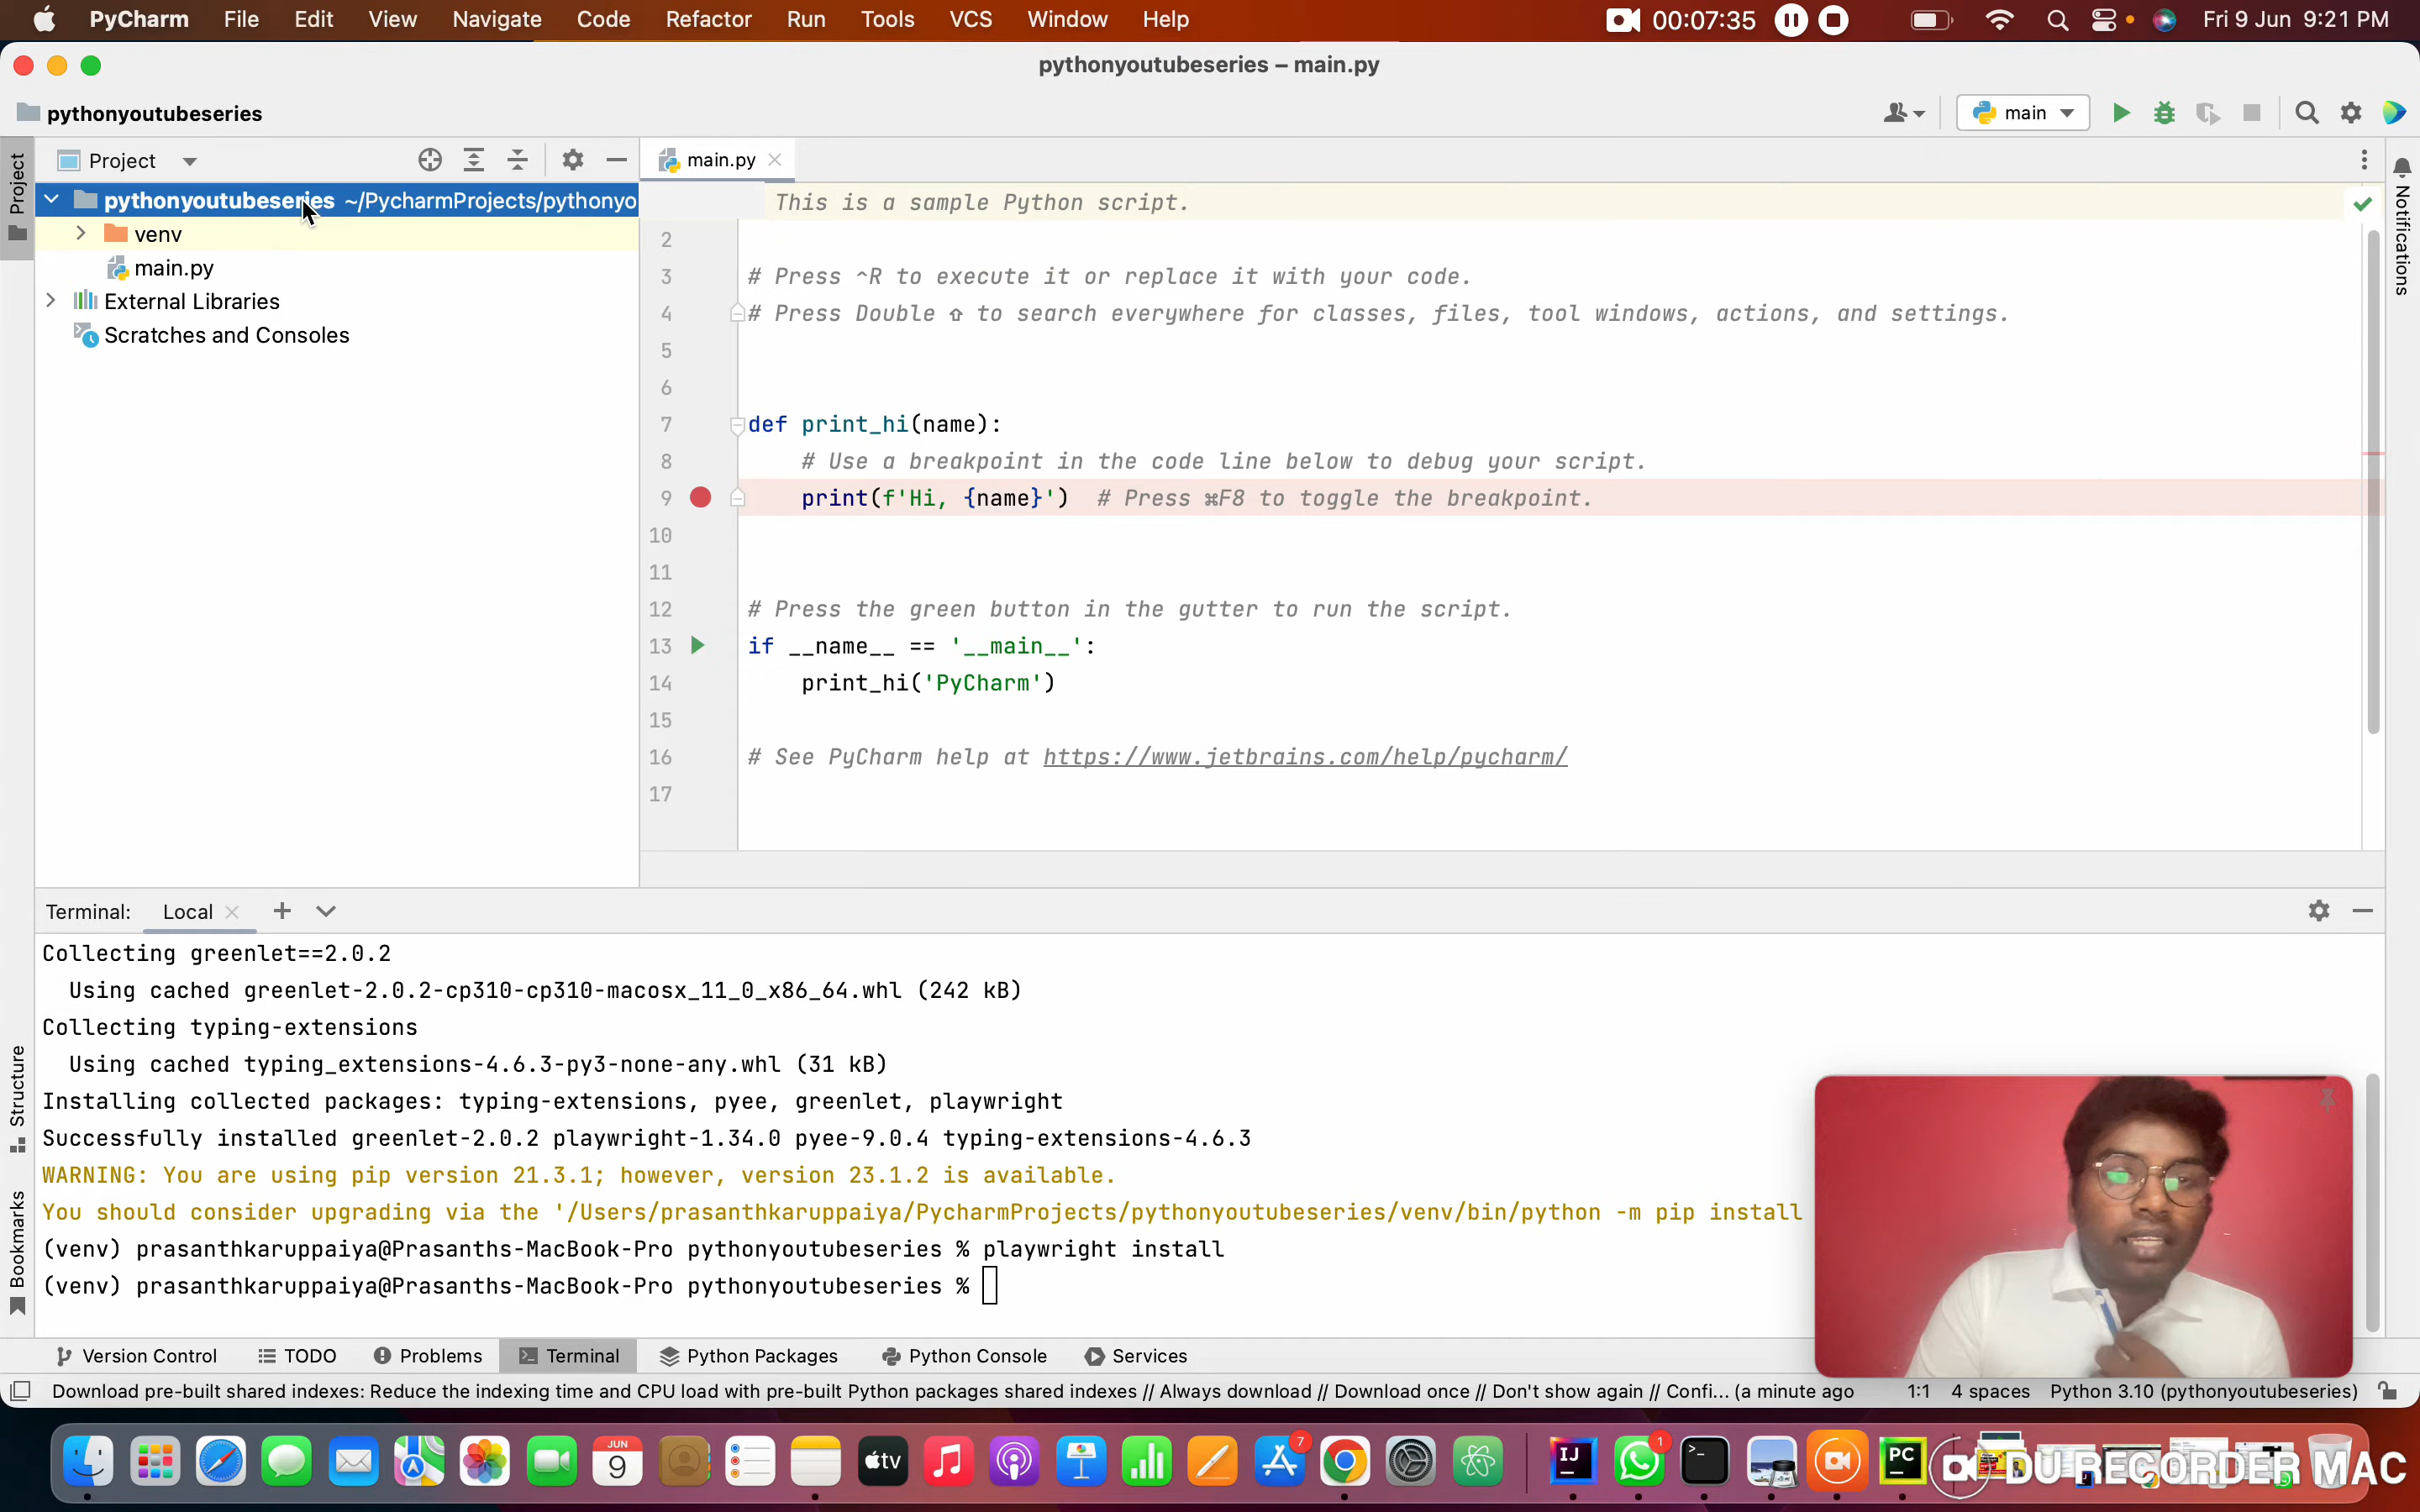 PyCharm File Edit View Navigate Code Refactor Run Tools VCS Window Help 00:07:35 Fri 9 Jun 9:21 PM
pythonyoutubeseries – main.py
pythonyoutubeseries
main
Project
Project
main.py
Notifications
pythonyoutubeseries ~/PycharmProjects/pythonyo
venv
main.py
External Libraries
Scratches and Consoles
This is a sample Python script.
2
3 # Press ^R to execute it or replace it with your code.
4 # Press Double ⇧ to search everywhere for classes, files, tool windows, actions, and settings.
5
6
7 def print_hi(name):
8 # Use a breakpoint in the code line below to debug your script.
9 print(f'Hi, {name}') # Press ⌘F8 to toggle the breakpoint.
10
11
12 # Press the green button in the gutter to run the script.
13 if __name__ == '__main__':
14 print_hi('PyCharm')
15
16 # See PyCharm help at https://www.jetbrains.com/help/pycharm/
17
Terminal: Local
Collecting greenlet==2.0.2
Using cached greenlet-2.0.2-cp310-cp310-macosx_11_0_x86_64.whl (242 kB)
Collecting typing-extensions
Using cached typing_extensions-4.6.3-py3-none-any.whl (31 kB)
Installing collected packages: typing-extensions, pyee, greenlet, playwright
Successfully installed greenlet-2.0.2 playwright-1.34.0 pyee-9.0.4 typing-extensions-4.6.3
WARNING: You are using pip version 21.3.1; however, version 23.1.2 is available.
You should consider upgrading via the '/Users/prasanthkaruppaiya/PycharmProjects/pythonyoutubeseries/venv/bin/python -m pip install
(venv) prasanthkaruppaiya@Prasanths-MacBook-Pro pythonyoutubeseries % playwright install
(venv) prasanthkaruppaiya@Prasanths-MacBook-Pro pythonyoutubeseries %
Structure
Bookmarks
Version Control TODO Problems Terminal Python Packages Python Console Services
Download pre-built shared indexes: Reduce the indexing time and CPU load with pre-built Python packages shared indexes // Always download // Download once // Don't show again // Confi... (a minute ago 1:1 4 spaces Python 3.10 (pythonyoutubeseries)
JUN
9
tv
7
IJ
1
PC
DU RECORDER MAC